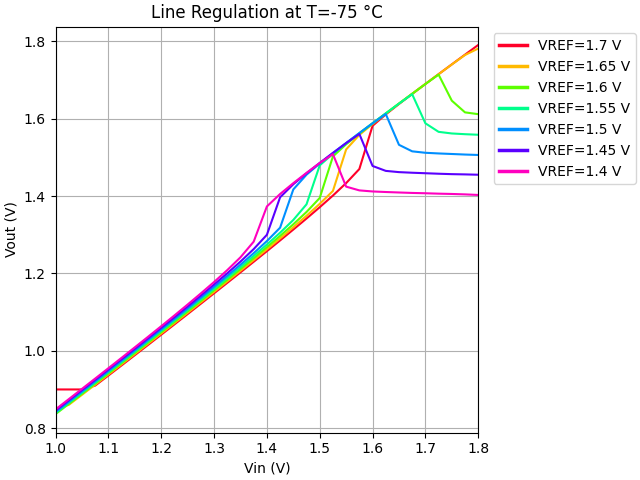 Line Regulation at T=-75 °C
Vout (V)
1.8
1.6
1.4
1.2
1.0
0.8
1.0 1.1 1.2 1.3 1.4 1.5 1.6 1.7 1.8
Vin (V)
VREF=1.7 V
VREF=1.65 V
VREF=1.6 V
VREF=1.55 V
VREF=1.5 V
VREF=1.45 V
VREF=1.4 V